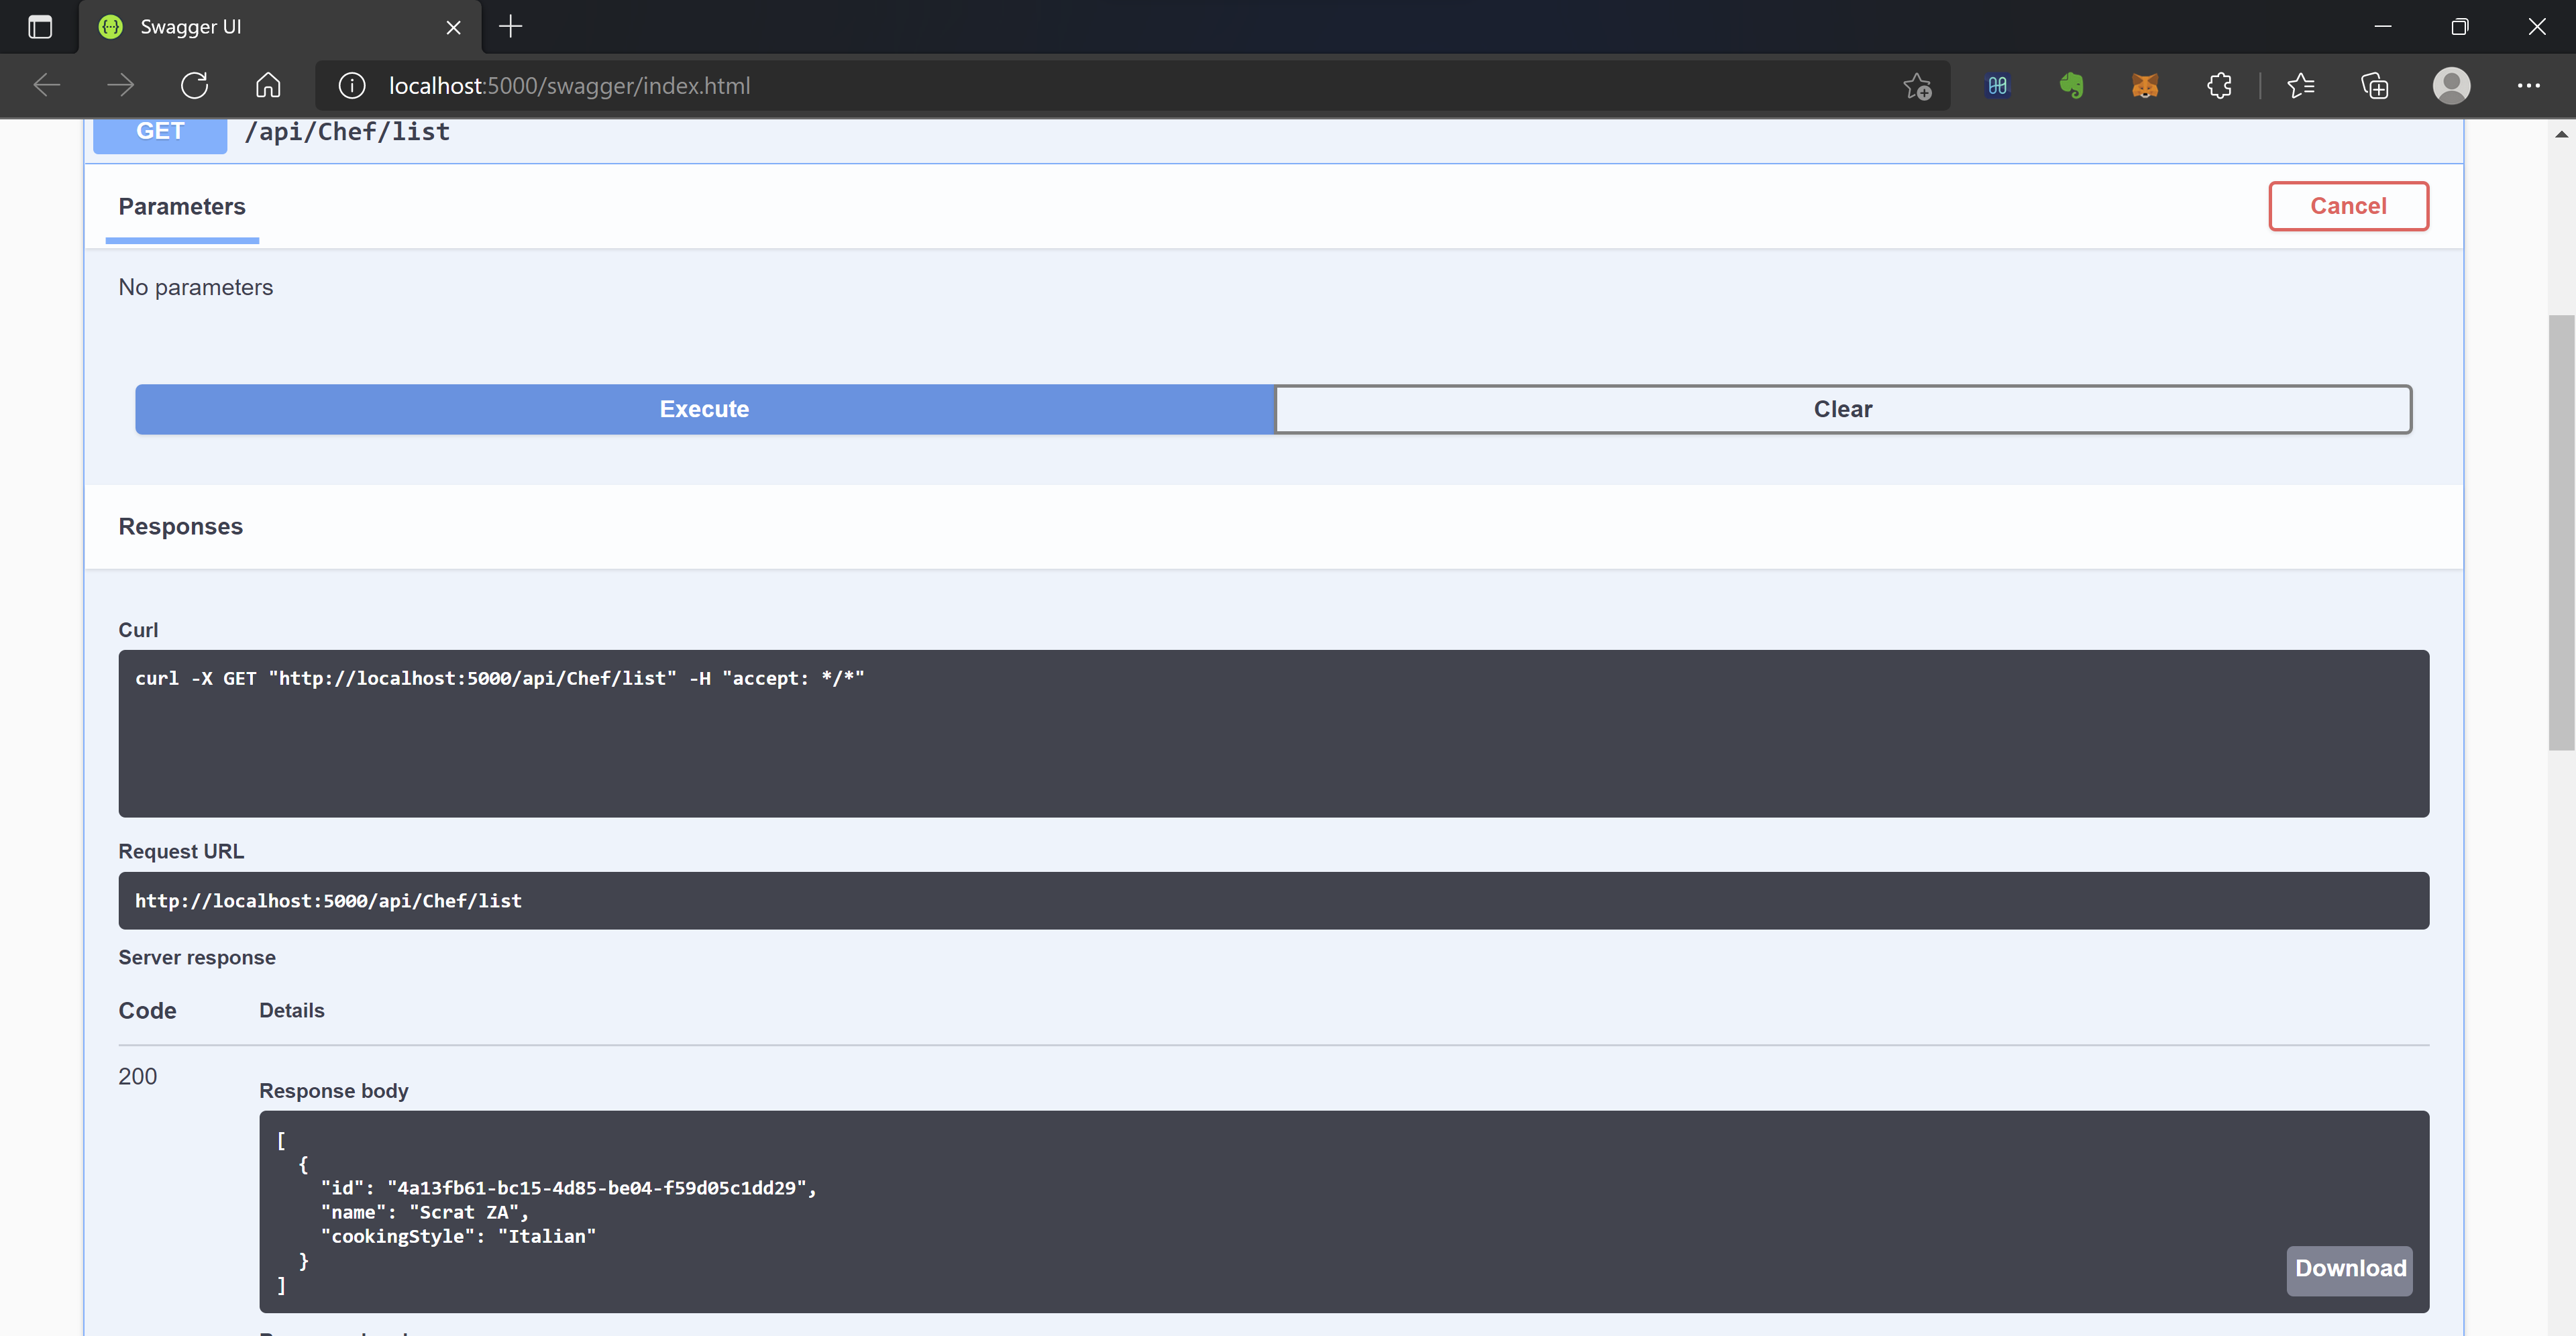 Swagger UI
localhost:5000/swagger/index.html
GET /api/Chef/list
Parameters
Cancel
No parameters
Execute
Clear
Responses
Curl
curl -X GET "http://localhost:5000/api/Chef/list" -H "accept: */*"
Request URL
http://localhost:5000/api/Chef/list
Server response
Code Details
200
Response body
[
{
"id": "4a13fb61-bc15-4d85-be04-f59d05c1dd29",
"name": "Scrat ZA",
"cookingStyle": "Italian"
}
]
Download